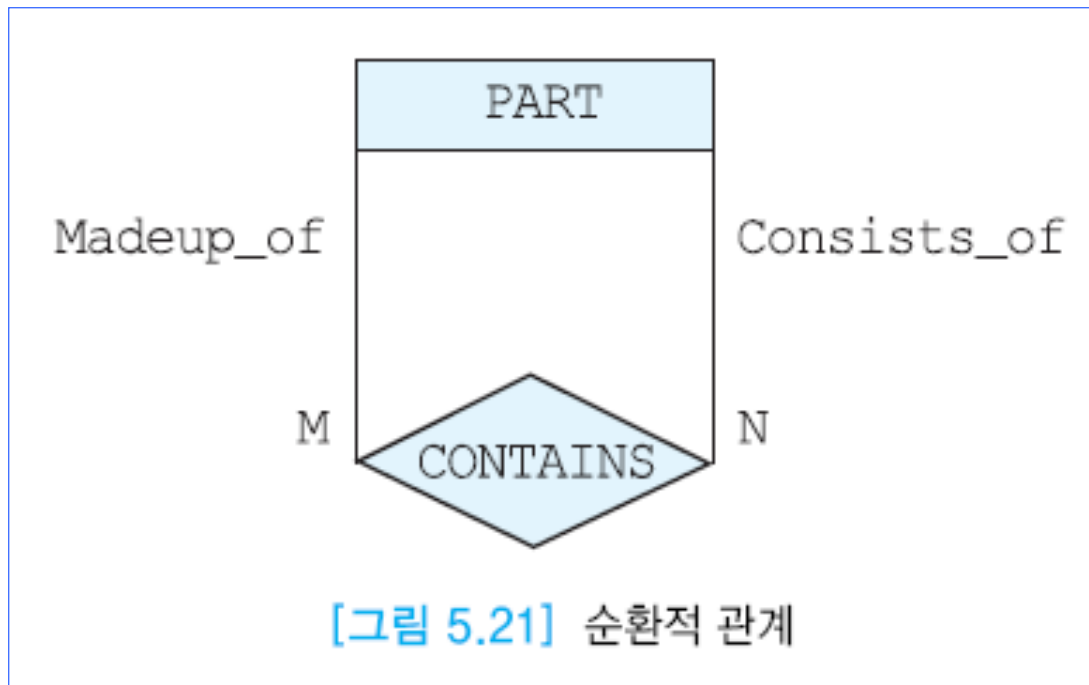 PART
Madeup_of
Consists_of
M
N
CONTAINS
[그림 5.21] 순환적 관계